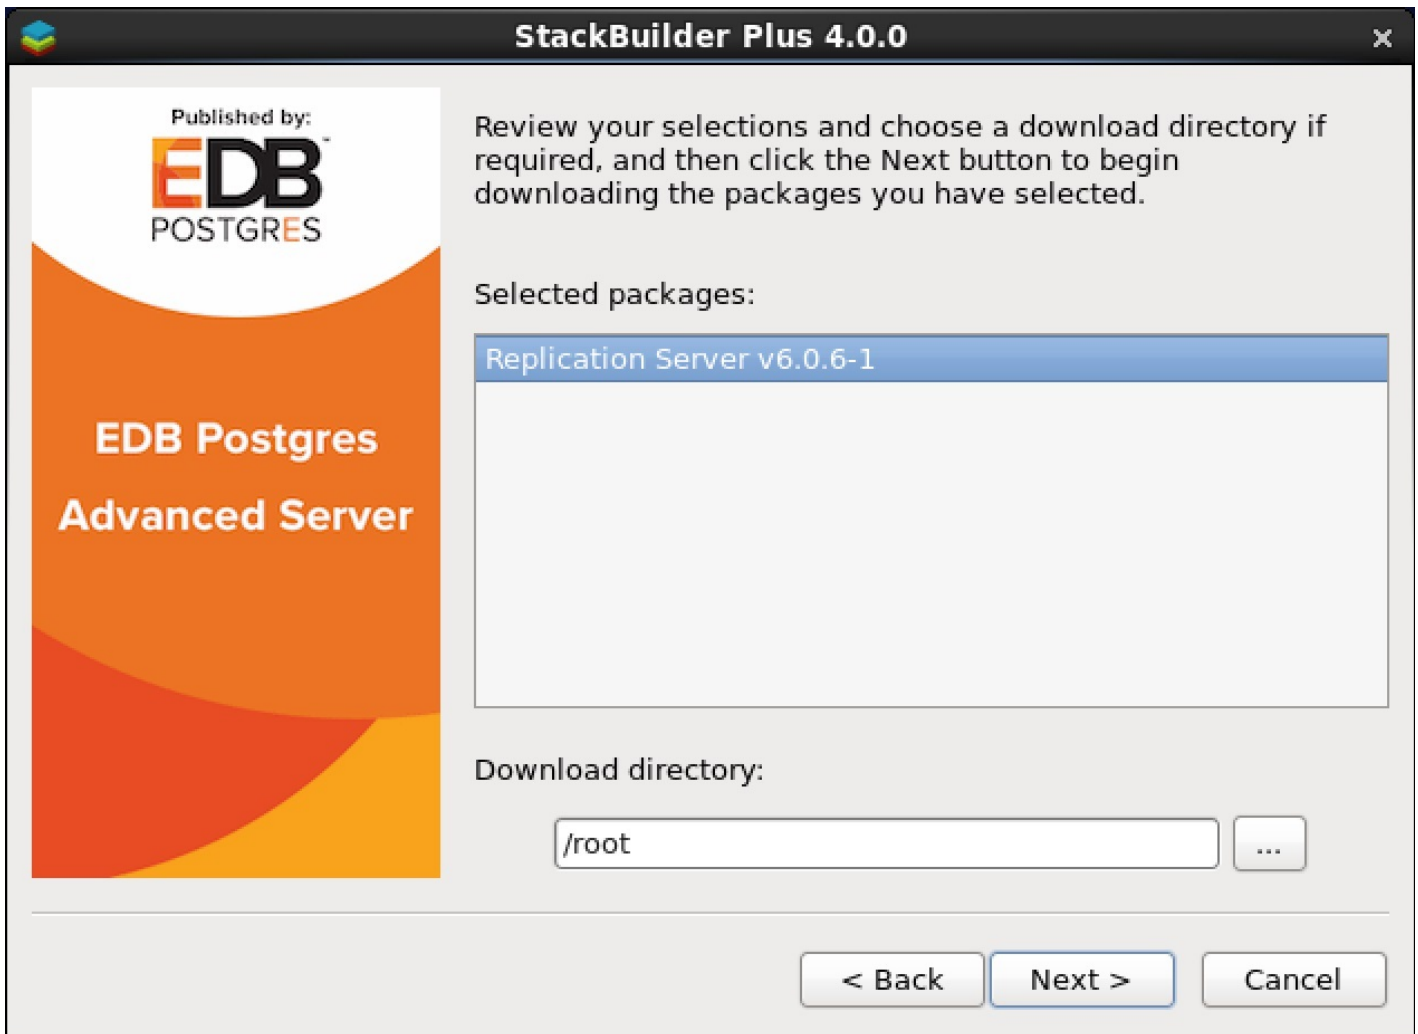 StackBuilder Plus 4.0.0
Published by:
EDB™
POSTGRES
EDB Postgres
Advanced Server
Review your selections and choose a download directory if
required, and then click the Next button to begin
downloading the packages you have selected.
Selected packages:
Replication Server v6.0.6-1
Download directory:
/root
...
< Back
Next >
Cancel